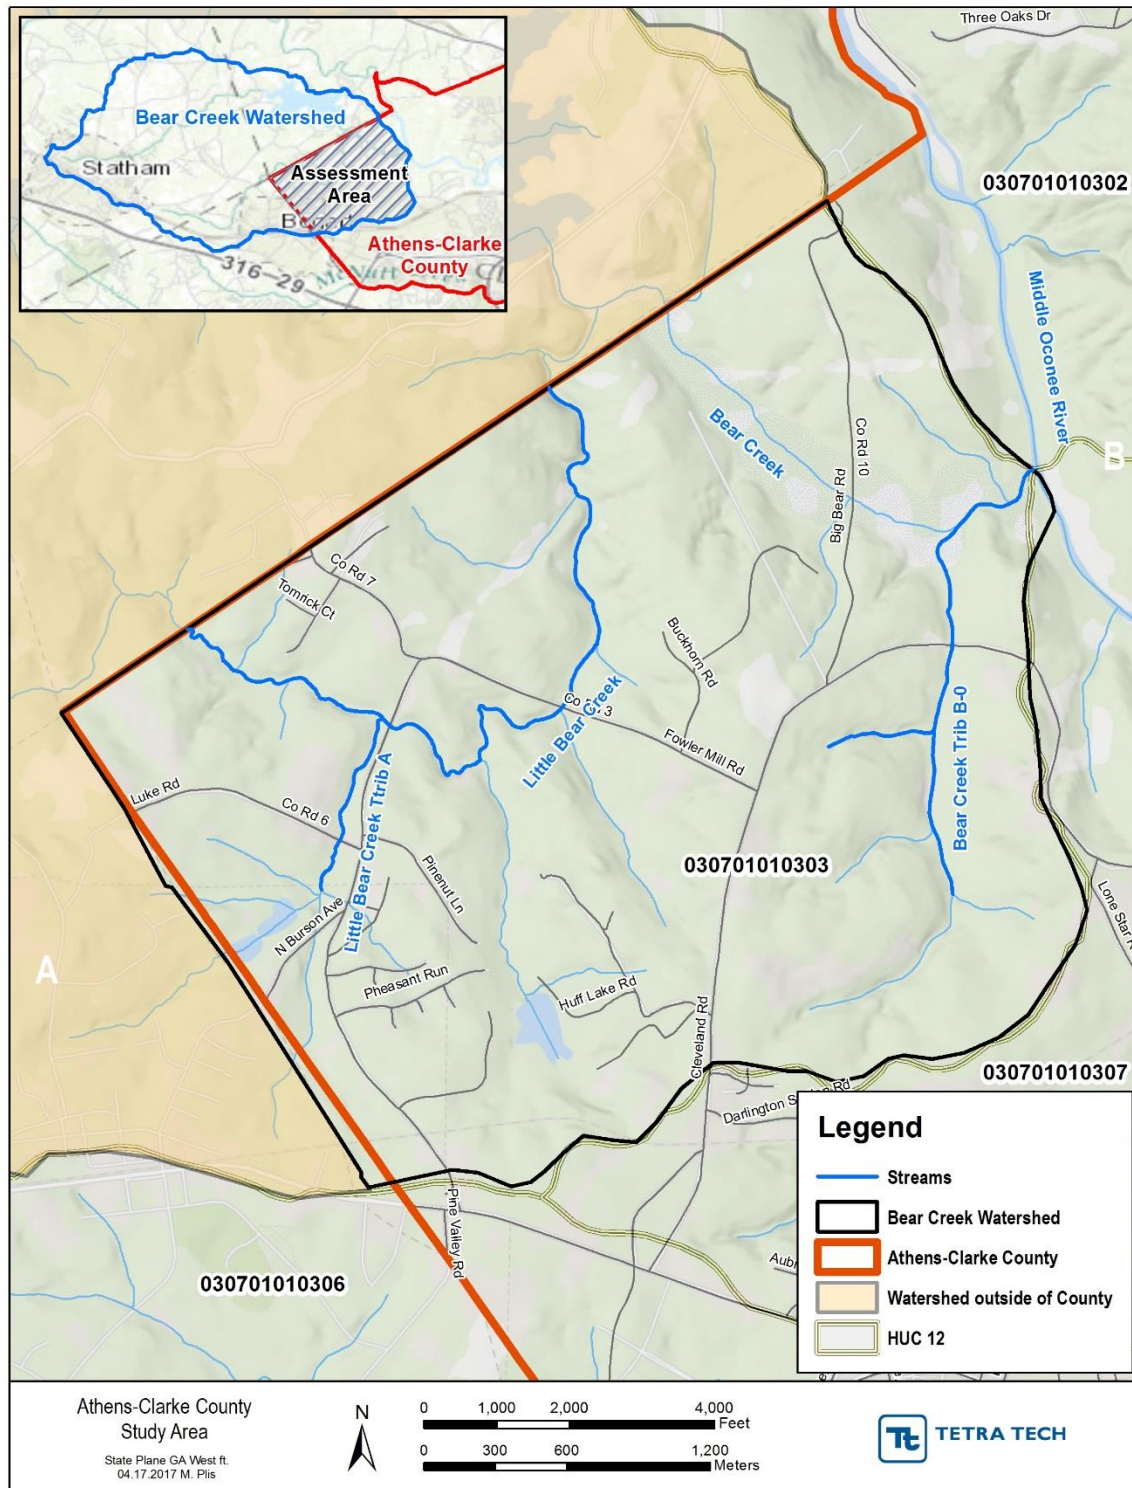 Three Oaks Dr
Bear Creek Watershed
Statham
Assessment
Area
Athens-Clarke
County
316-29
030701010302
Middle Oconee River
Bear Creek
Co Rd 10
Big Bear Rd
B
Co Rd 7
Tomrick Ct
Buckhorn Rd
Little Bear Creek
Fowler Mill Rd
Bear Creek Trib B-0
Luke Rd
Co Rd 6
Little Bear Creek Ttrib A
Pinenut Ln
030701010303
N Burson Ave
Lone Star
A
Pheasant Run
Huff Lake Rd
Cleveland Rd
030701010307
Darlington
Rd
Pine Valley Rd
030701010306
Legend
Streams
Bear Creek Watershed
Athens-Clarke County
Watershed outside of County
HUC 12
Athens-Clarke County
Study Area
State Plane GA West ft.
04.17.2017 M. Plis
N
0 1,000 2,000 4,000
Feet
0 300 600 1,200
Meters
Tt
TETRA TECH